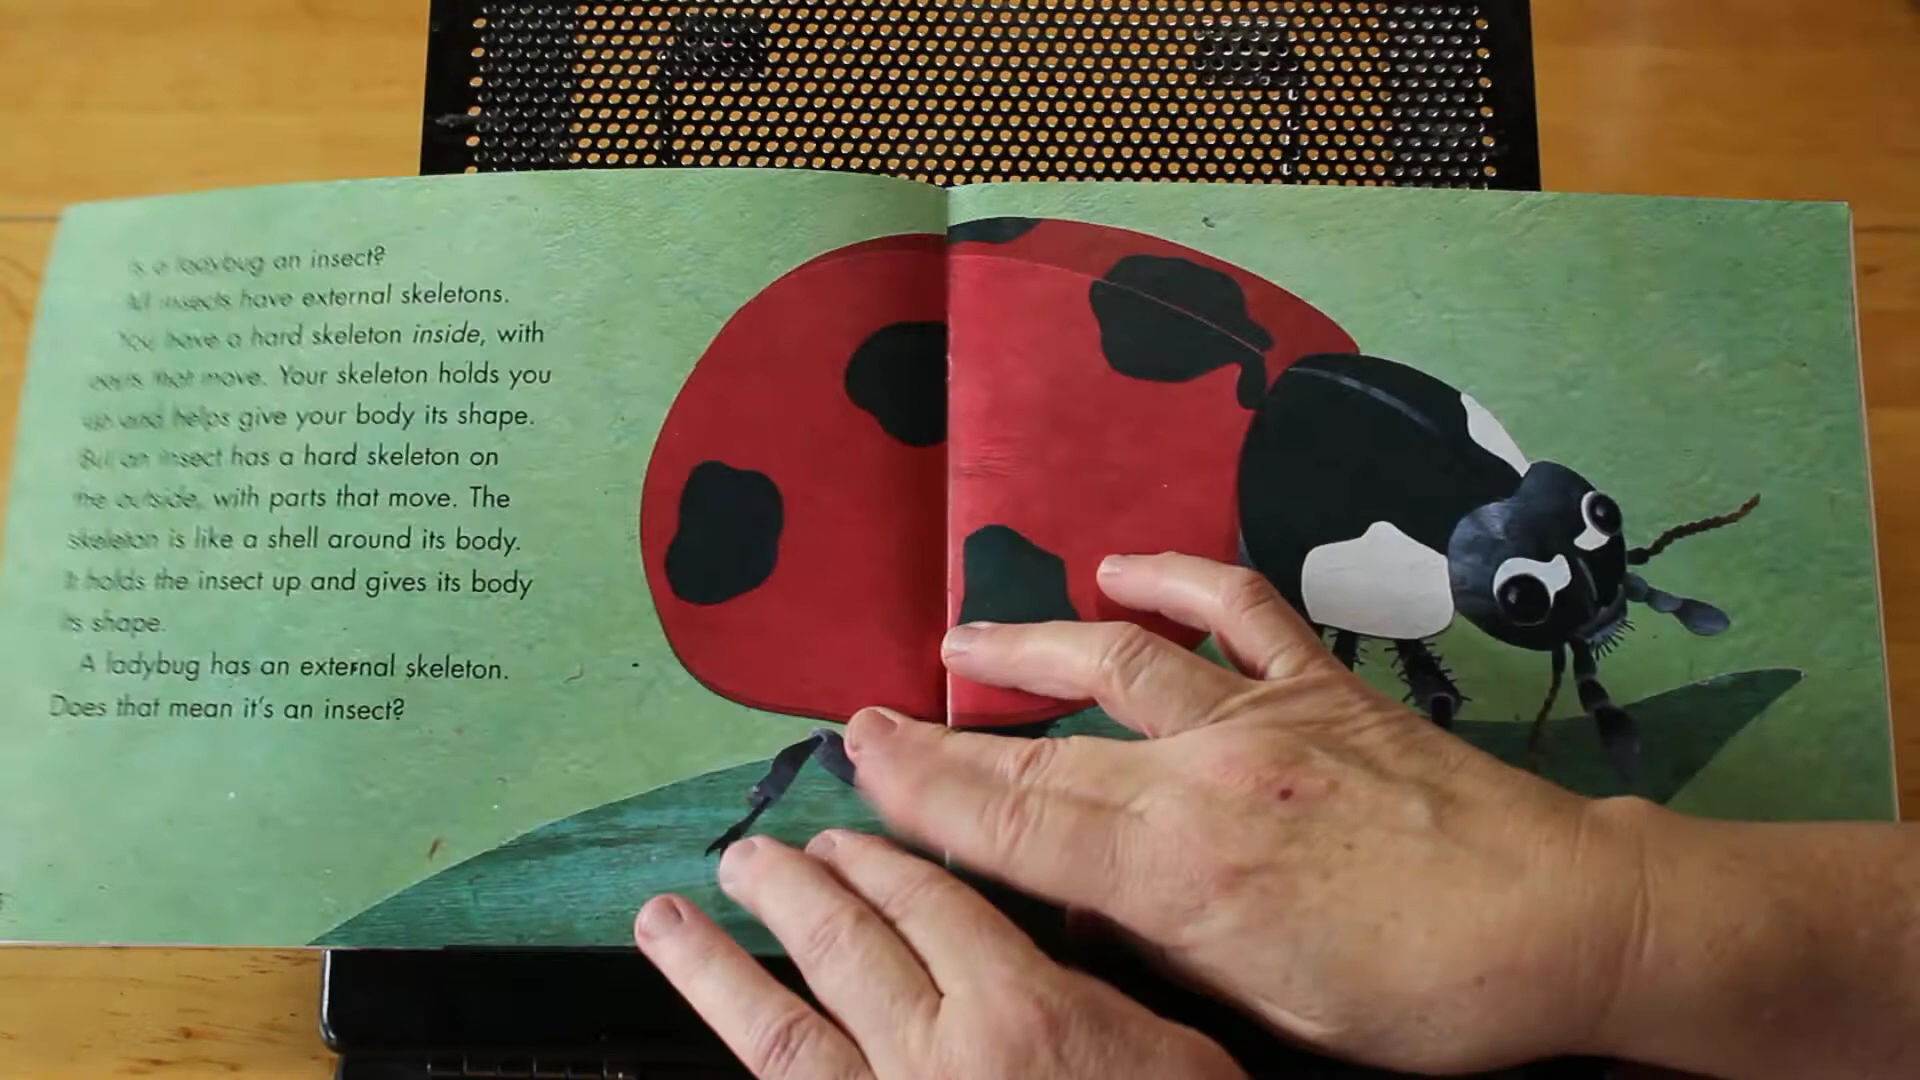 Is a ladybug an insect?
All insects have external skeletons.
You have a hard skeleton inside, with
parts that move. Your skeleton holds you
up and helps give your body its shape.
But an insect has a hard skeleton on
the outside, with parts that move. The
skeleton is like a shell around its body.
It holds the insect up and gives its body
its shape.
A ladybug has an external skeleton.
Does that mean it's an insect?